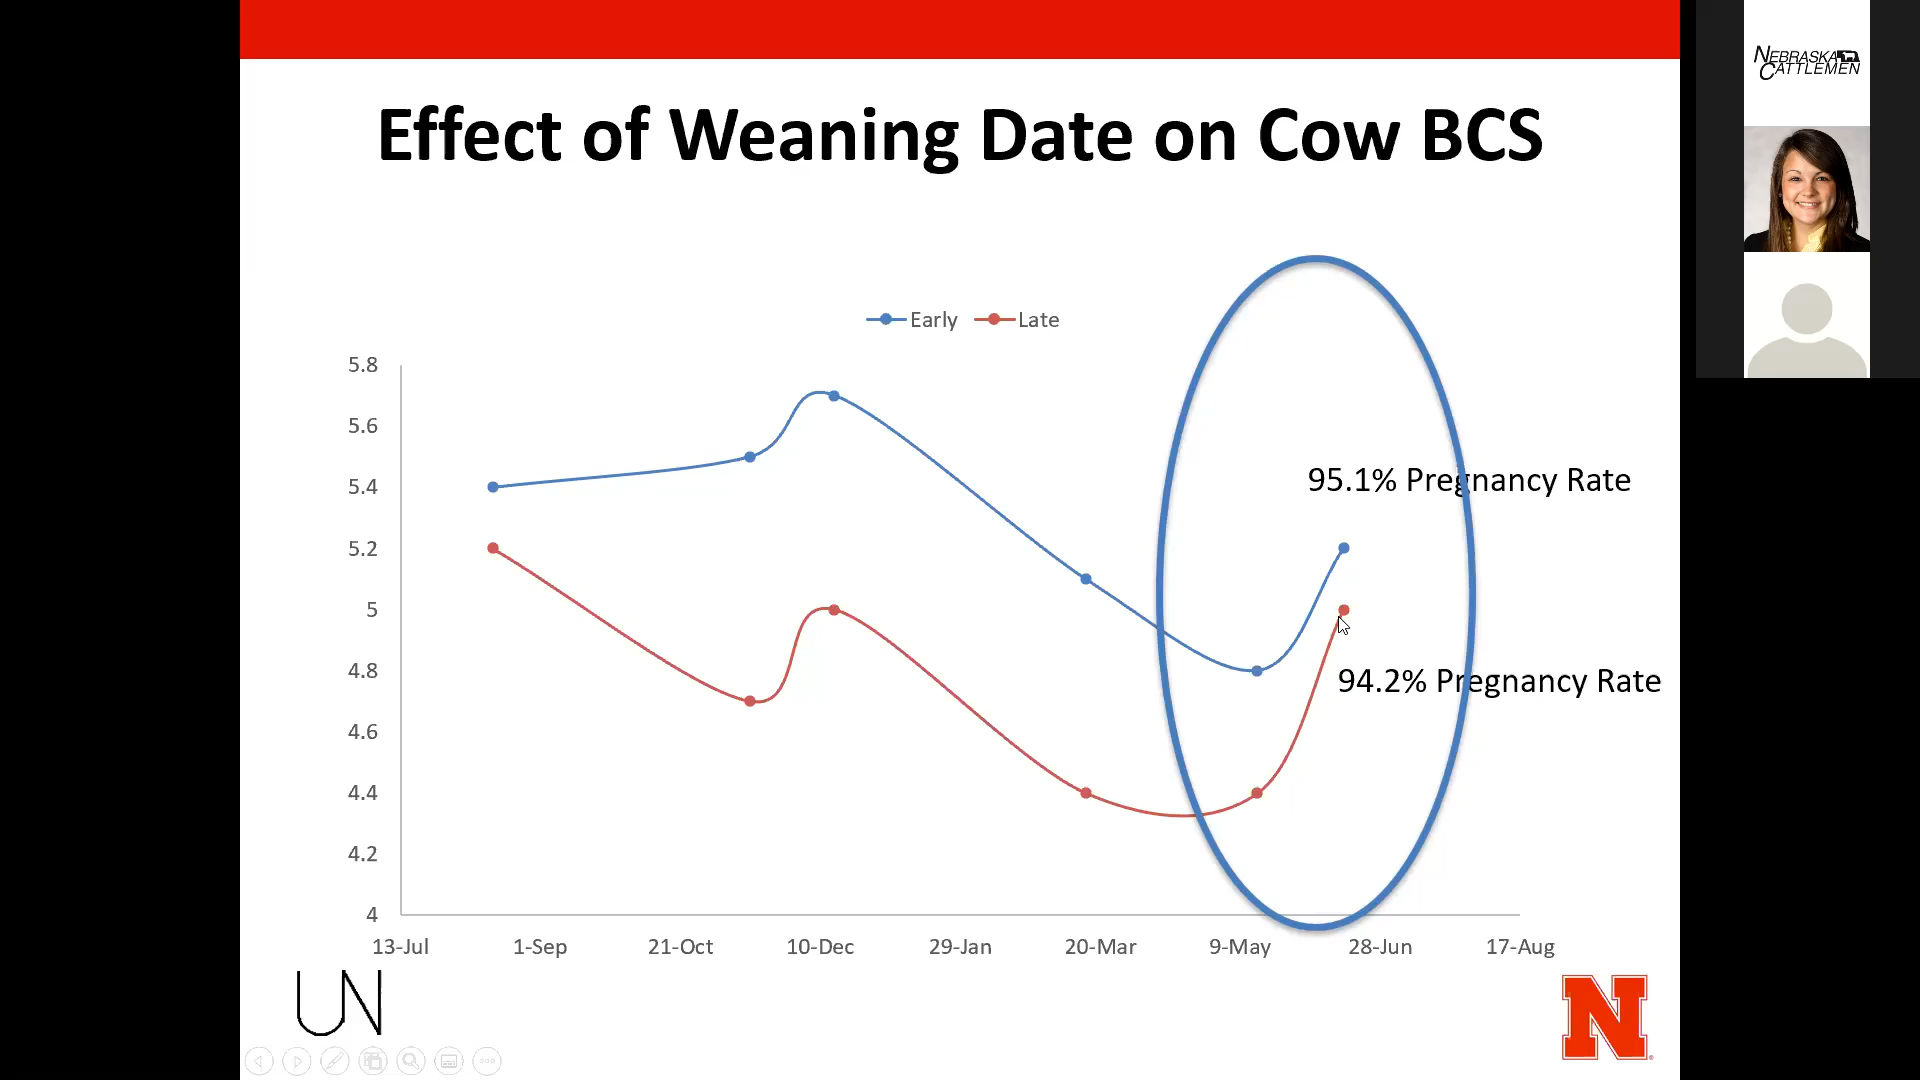 Effect of Weaning Date on Cow BCS
NEBRASKA
CATTLEMEN
Early Late
5.8
5.6
5.4
5.2
5
4.8
4.6
4.4
4.2
4
95.1% Pregnancy Rate
94.2% Pregnancy Rate
13-Jul 1-Sep 21-Oct 10-Dec 29-Jan 20-Mar 9-May 28-Jun 17-Aug
UN
N